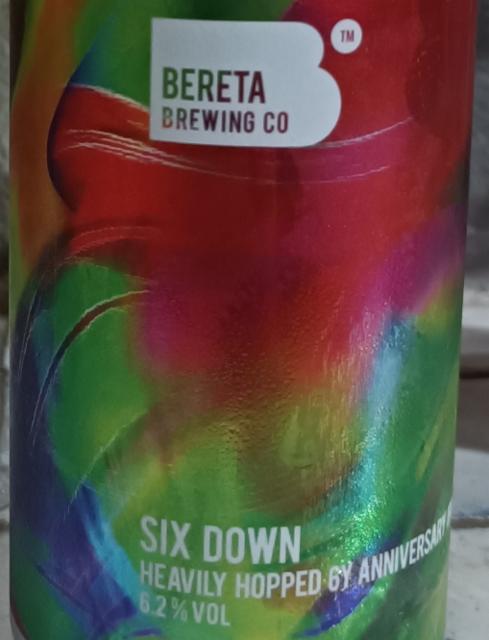 TM
BERETA
BREWING CO
SIX DOWN
HEAVILY HOPPED 6Y ANNIVERSARY
6.2% VOL